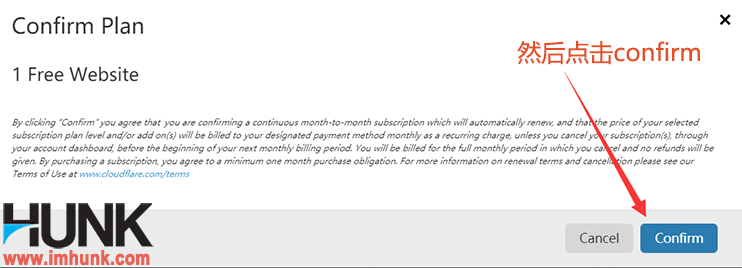 Confirm Plan
×
然后点击confirm
1 Free Website
By clicking "Confirm" you agree that you are confirming a continuous month-to-month subscription which will automatically renew, and that the price of your selected
subscription plan level and/or add on(s) will be billed to your designated payment method monthly as a recurring charge, unless you cancel your subscription(s), through
your account dashboard, before the beginning of your next monthly billing period. You will be billed for the full monthly period in which you cancel and no refunds will be
given. By purchasing a subscription, you agree to a minimum one month purchase obligation. For more information on renewal terms and cancellation please see our
Terms of Use at www.cloudflare.com/terms
HUNK
www.imhunk.com
Cancel
Confirm